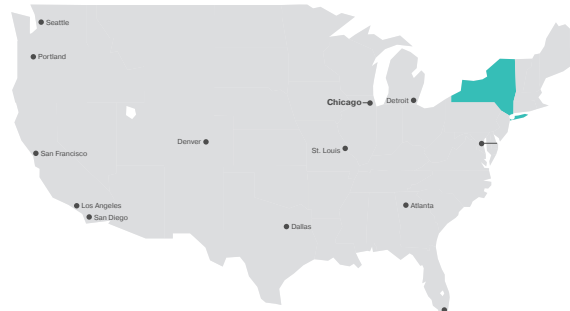 Seattle
Portland
Chicago
Detroit
Denver
St. Louis
San Francisco
Los Angeles
Atlanta
San Diego
Dallas